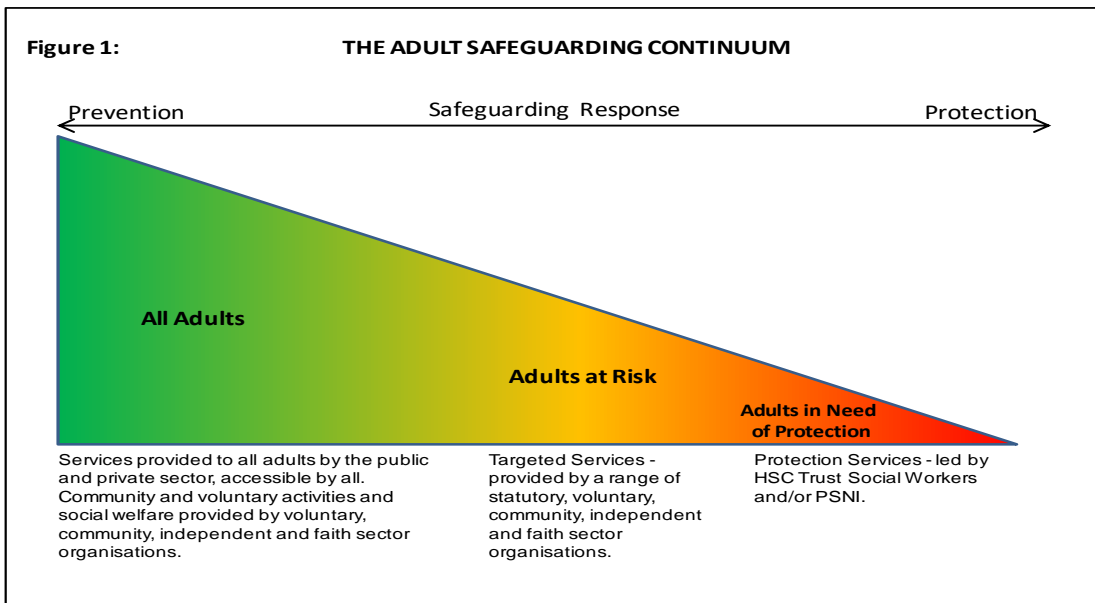 Figure 1: THE ADULT SAFEGUARDING CONTINUUM
Prevention Safeguarding Response Protection
All Adults
Adults at Risk
Adults in Need
of Protection
Services provided to all adults by the public
and private sector, accessible by all.
Community and voluntary activities and
social welfare provided by voluntary,
community, independent and faith sector
organisations.
Targeted Services -
provided by a range of
statutory, voluntary,
community, independent
and faith sector
organisations.
Protection Services - led by
HSC Trust Social Workers
and/or PSNI.